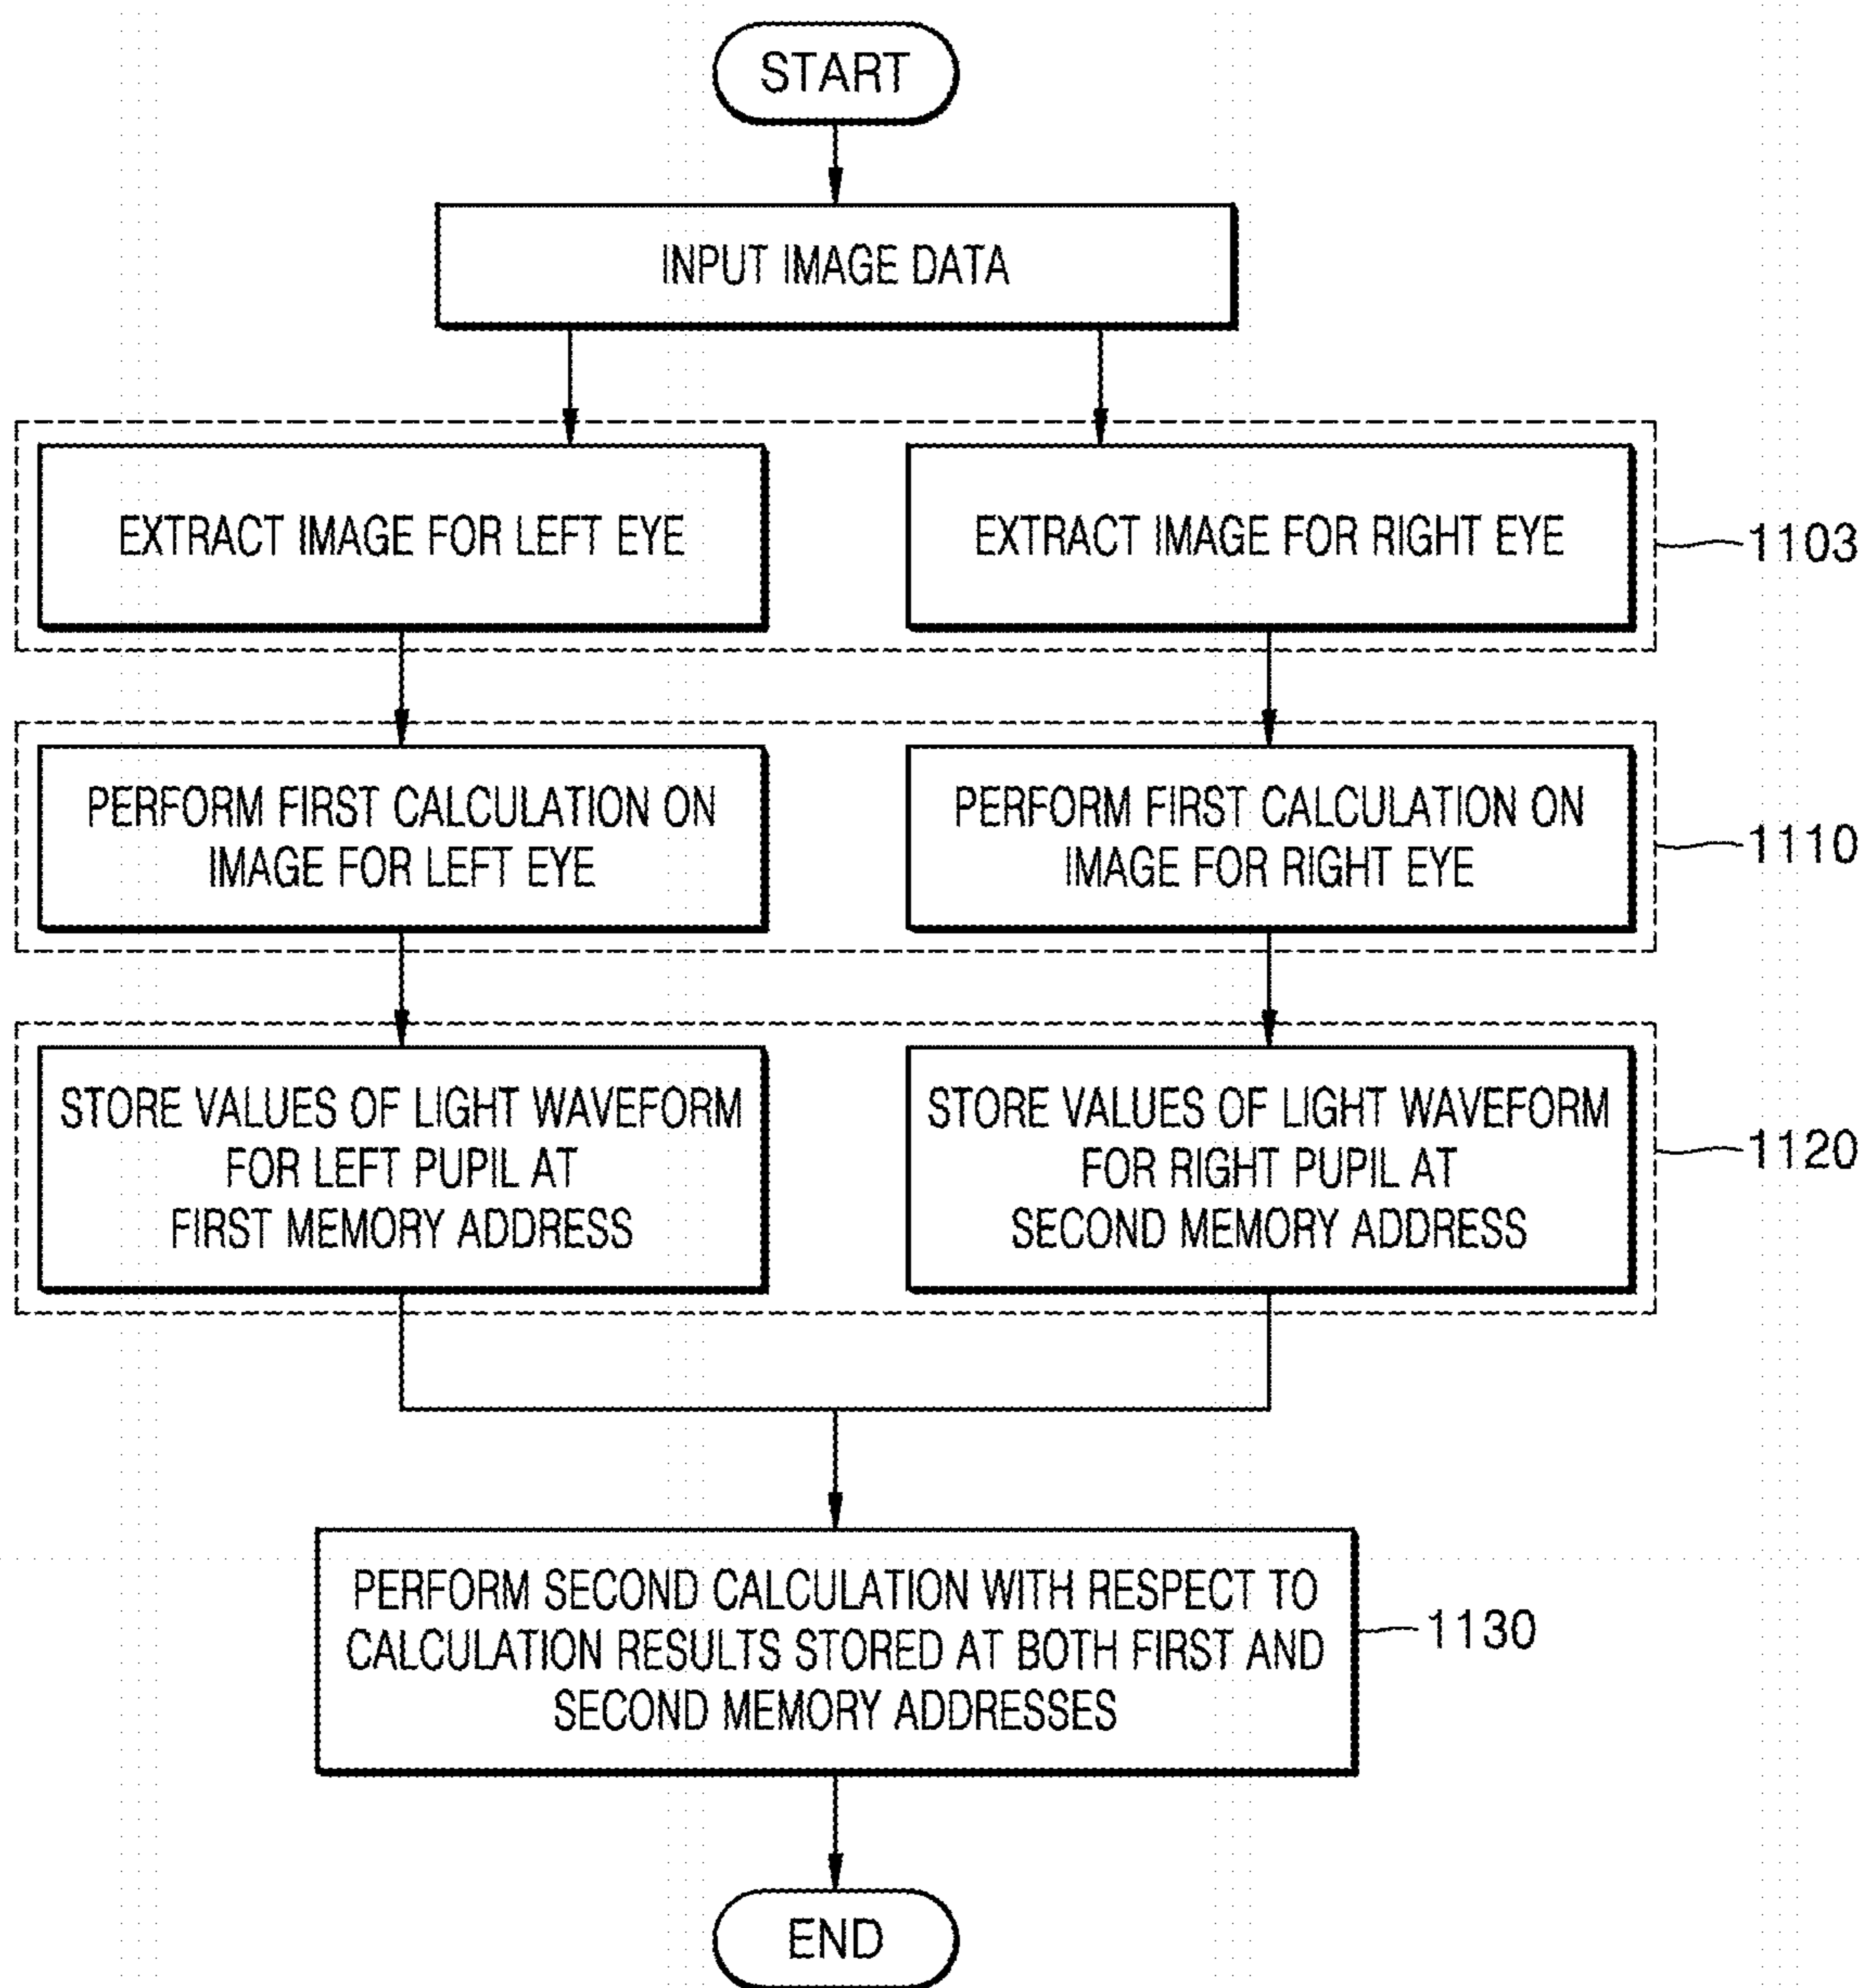 START
INPUT IMAGE DATA
EXTRACT IMAGE FOR LEFT EYE
EXTRACT IMAGE FOR RIGHT EYE
1103
PERFORM FIRST CALCULATION ON
IMAGE FOR LEFT EYE
PERFORM FIRST CALCULATION ON
IMAGE FOR RIGHT EYE
1110
STORE VALUES OF LIGHT WAVEFORM
FOR LEFT PUPIL AT
FIRST MEMORY ADDRESS
STORE VALUES OF LIGHT WAVEFORM
FOR RIGHT PUPIL AT
SECOND MEMORY ADDRESS
1120
PERFORM SECOND CALCULATION WITH RESPECT TO
CALCULATION RESULTS STORED AT BOTH FIRST AND
SECOND MEMORY ADDRESSES
1130
END